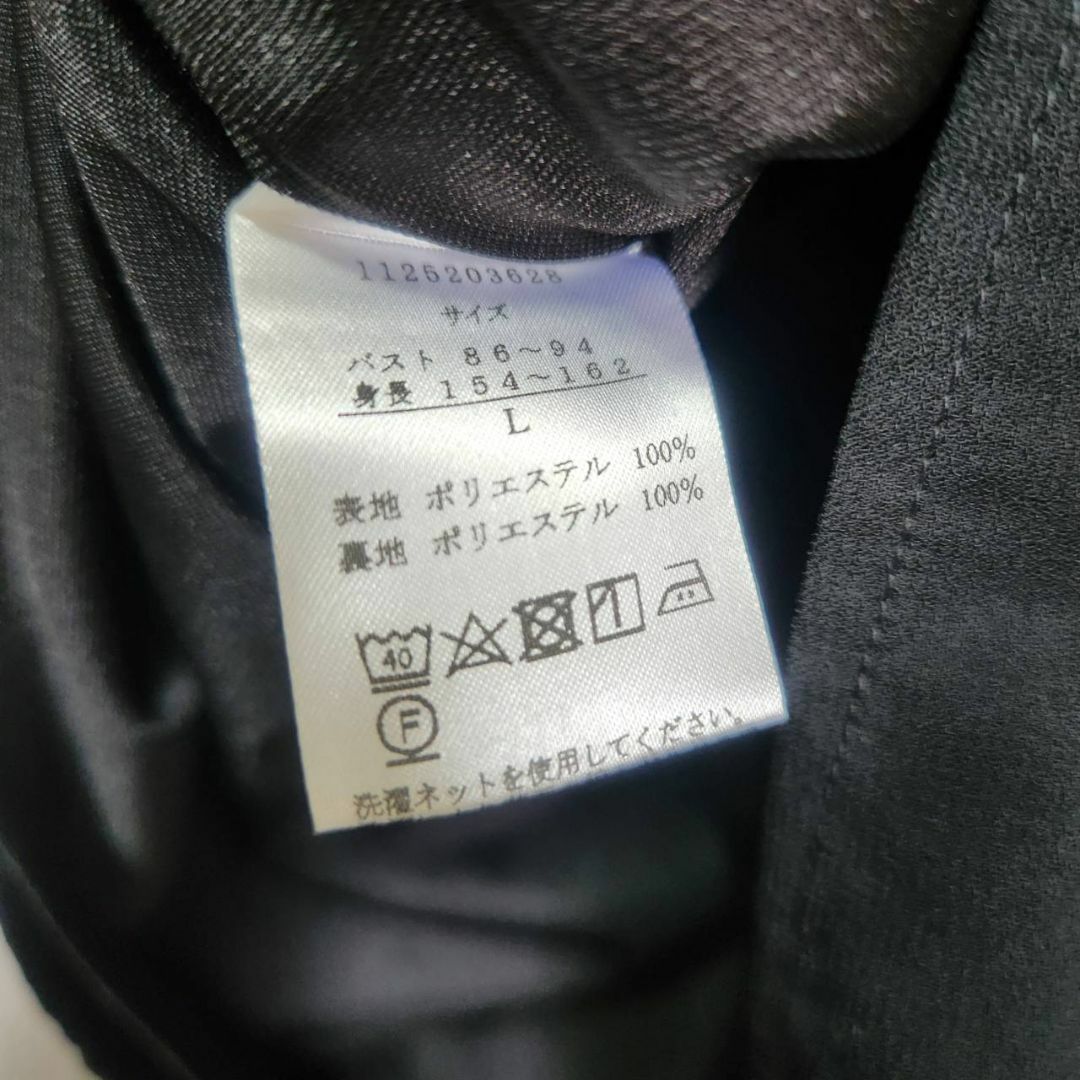 1125203628
サイズ
バスト 86～94
身長 154～162
L
表地 ポリエステル 100%
裏地 ポリエステル 100%
40
F
洗濯ネットを使用してください。